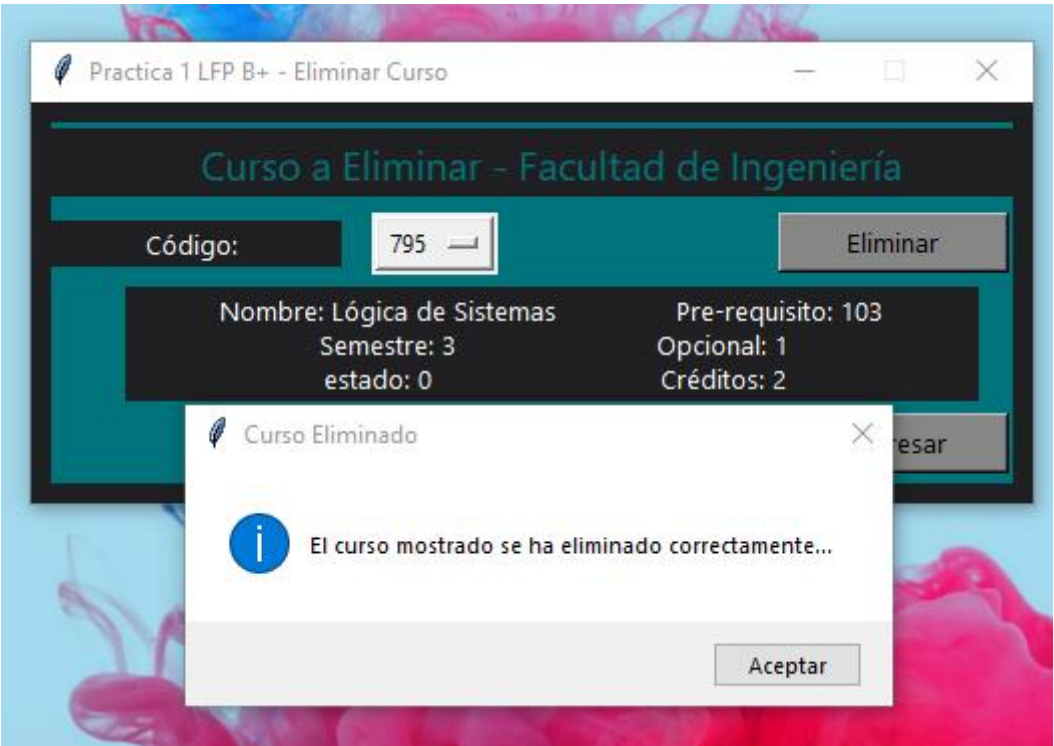 Practica 1 LFP B+ - Eliminar Curso
Curso a Eliminar - Facultad de Ingeniería
Código: 795 Eliminar
Nombre: Lógica de Sistemas Pre-requisito: 103
Semestre: 3 Opcional: 1
estado: 0 Créditos: 2
Curso Eliminado
El curso mostrado se ha eliminado correctamente...
Aceptar